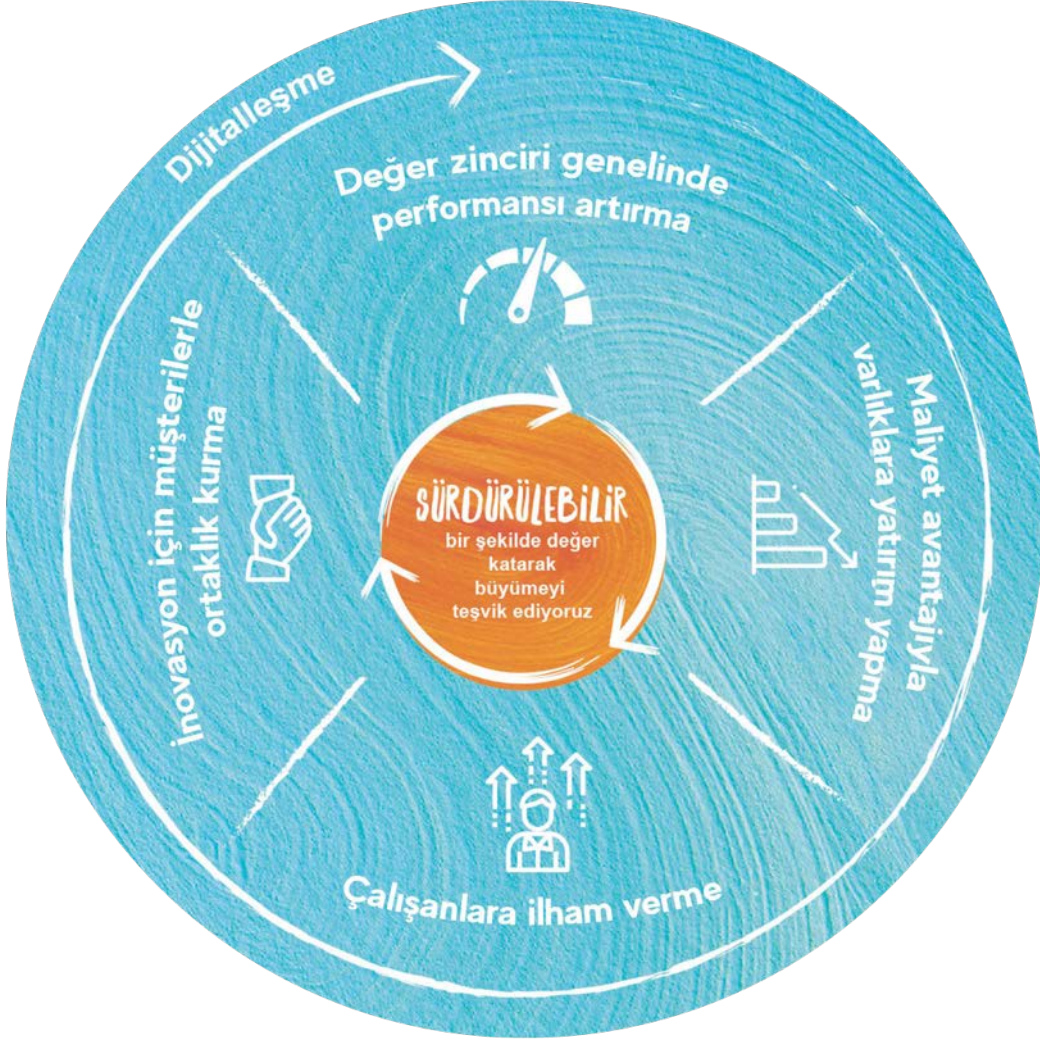 Dijitalleşme
Değer zinciri genelinde
performansı artırma
Maliyet avantajıyla
varlıklara yatırım yapma
Çalışanlara ilham verme
İnovasyon için müşterilerle
ortaklık kurma
SÜRDÜRÜLEBİLİR
bir şekilde değer
katarak
büyümeyi
teşvik ediyoruz